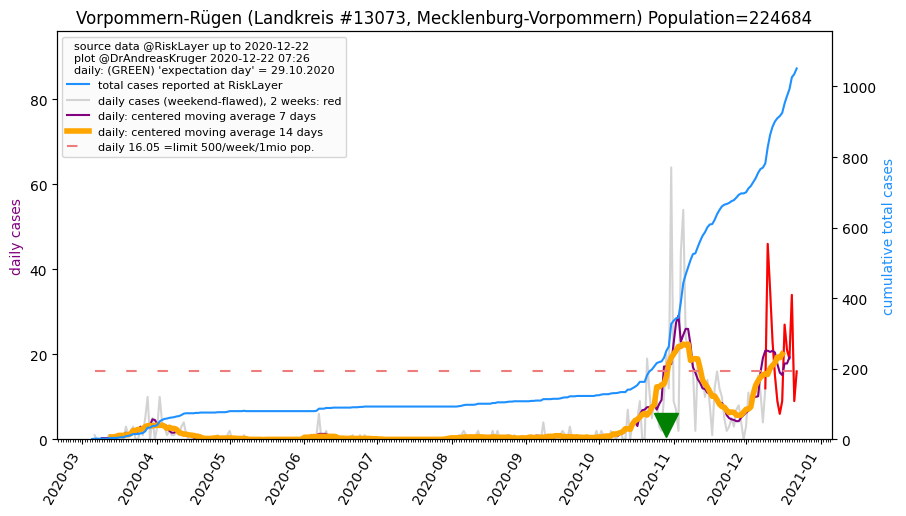 Vorpommern-Rügen (Landkreis #13073, Mecklenburg-Vorpommern) Population=224684
source data @RiskLayer up to 2020-12-22
plot @DrAndreasKruger 2020-12-22 07:26
daily: (GREEN) 'expectation day' = 29.10.2020
total cases reported at RiskLayer
daily cases (weekend-flawed), 2 weeks: red
daily: centered moving average 7 days
daily: centered moving average 14 days
daily 16.05 =limit 500/week/1mio pop.
daily cases
80
60
40
20
0
cumulative total cases
1000
800
600
400
200
0
2020-03
2020-04
2020-05
2020-06
2020-07
2020-08
2020-09
2020-10
2020-11
2020-12
2021-01